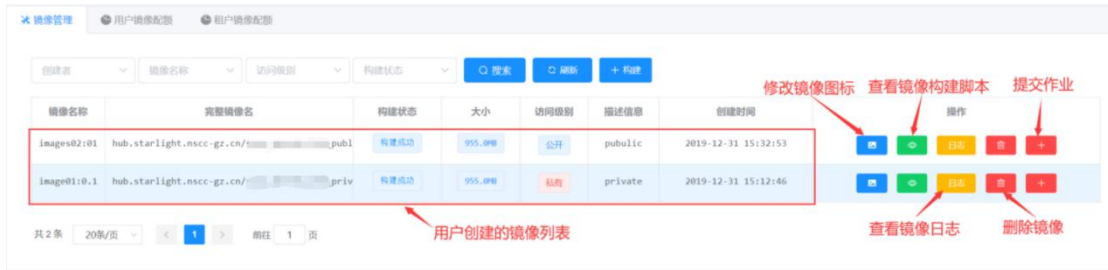 镜像管理 用户镜像配额 租户镜像配额
创建者 镜像名称 访问级别 构建状态 搜索 刷新 + 构建
修改镜像图标 查看镜像构建脚本 提交作业
镜像名称 完整镜像名 构建状态 大小 访问级别 描述信息 创建时间 操作
images02:01 hub.starlight.nscc-gz.cn/ publ 构建成功 955.0MB 公开 pubulic 2019-12-31 15:32:53 日志 +
image01:0.1 hub.starlight.nscc-gz.cn/ priv 构建成功 955.0MB 私有 private 2019-12-31 15:12:46 日志 +
共 2 条 20条/页 < 1 > 前往 1 页
用户创建的镜像列表
查看镜像日志 删除镜像